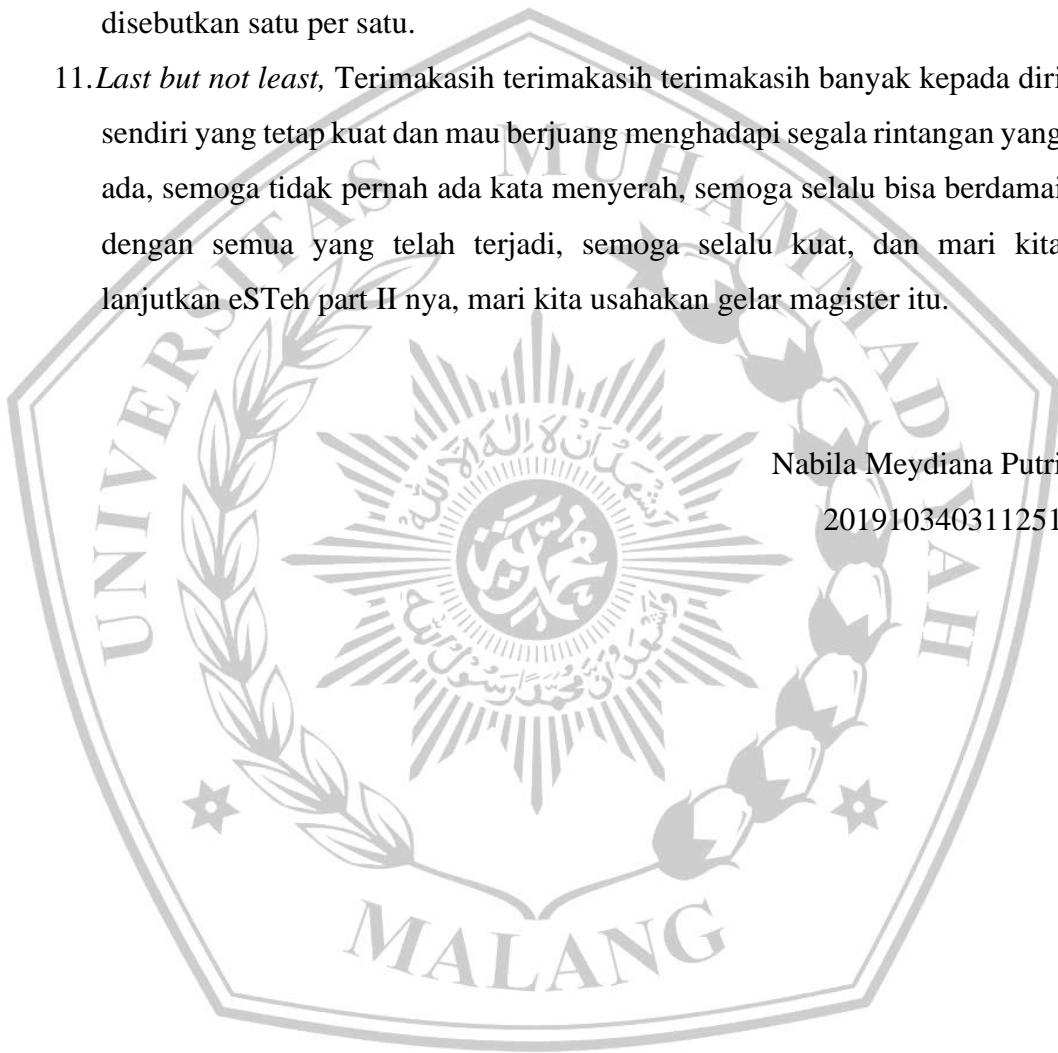 disebutkan satu per satu.
11. Last but not least, Terimakasih terimakasih terimakasih banyak kepada diri
sendiri yang tetap kuat dan mau berjuang menghadapi segala rintangan yang
ada, semoga tidak pernah ada kata menyerah, semoga selalu bisa berdamai
dengan semua yang telah terjadi, semoga selalu kuat, dan mari kita
lanjutkan eSTeh part II nya, mari kita usahakan gelar magister itu.
Nabila Meydiana Putri
201910340311251
UNIVERSITAS MUHAMMADIYAH
MALANG